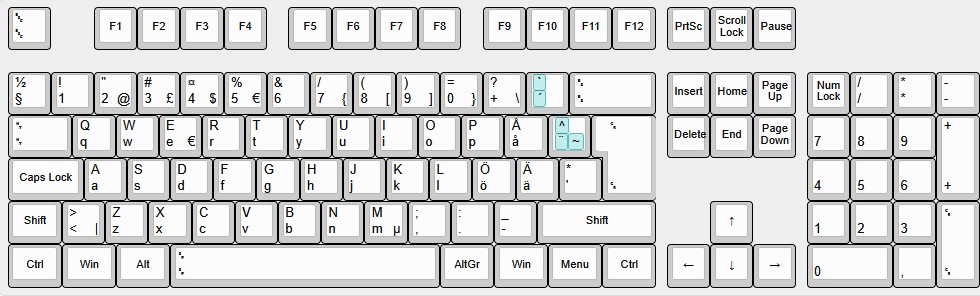 F1 F2 F3 F4 F5 F6 F7 F8 F9 F10 F11 F12 PrtSc Scroll Lock Pause
½ ! " # ¤ % & / ( ) = ? ` Insert Home Page Up Num Lock / * -
§ 1 2 @ 3 £ 4 $ 5 € 6 7 { 8 [ 9 ] 0 } + \ ´ / * -
Q W E R T Y U I O P Å ^ Delete End Page Down 7 8 9 +
q w e € r t y u i o p å ¨ ~
Caps Lock A S D F G H J K L Ö Ä * 4 5 6 +
a s d f g h j k l ö ä '
Shift > Z X C V B N M ; : _ Shift ↑ 1 2 3
< | z x c v b n m µ , . -
Ctrl Win Alt AltGr Win Menu Ctrl ← ↓ → 0 ,